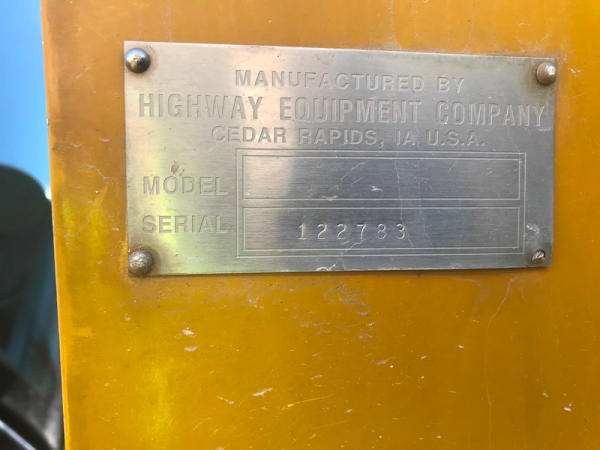 MANUFACTURED BY
HIGHWAY EQUIPMENT COMPANY
CEDAR RAPIDS, IA U.S.A.
MODEL
SERIAL 122783